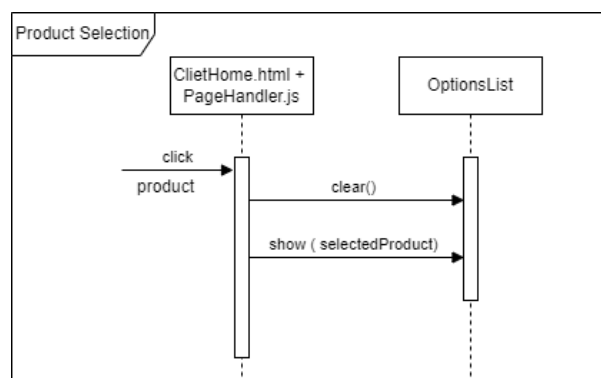 Product Selection
ClietHome.html +
PageHandler.js
OptionsList
click
product
clear()
show ( selectedProduct)